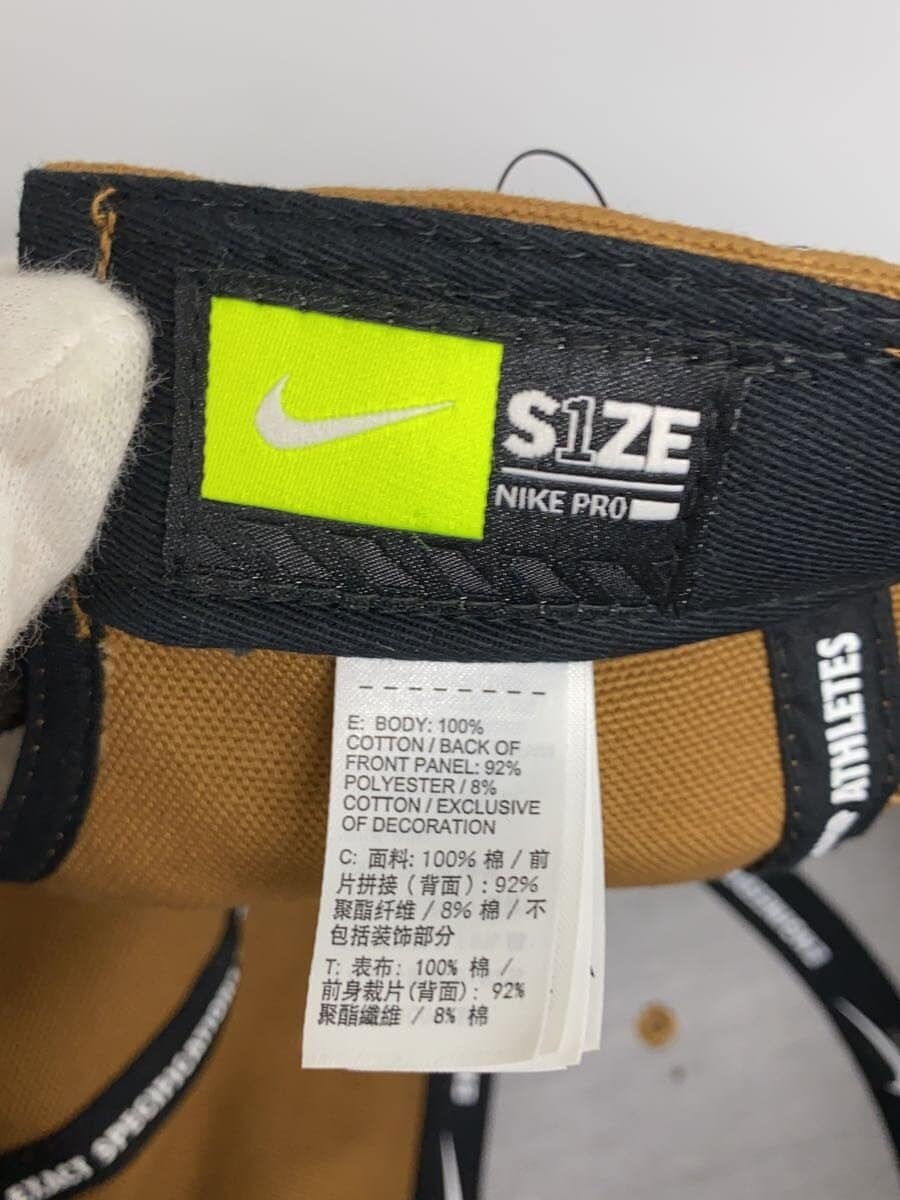 S1ZE
NIKE PRO
E: BODY: 100%
COTTON / BACK OF
FRONT PANEL: 92%
POLYESTER / 8%
COTTON / EXCLUSIVE
OF DECORATION
C: 面料: 100% 棉 / 前
片拼接 (背面) : 92%
聚酯纤维 / 8% 棉 / 不
包括装饰部分
T: 表布: 100% 棉 /
前身裁片(背面): 92%
聚酯纖維 / 8% 棉
ATHLETES
EXACT SPECIFICATIONS